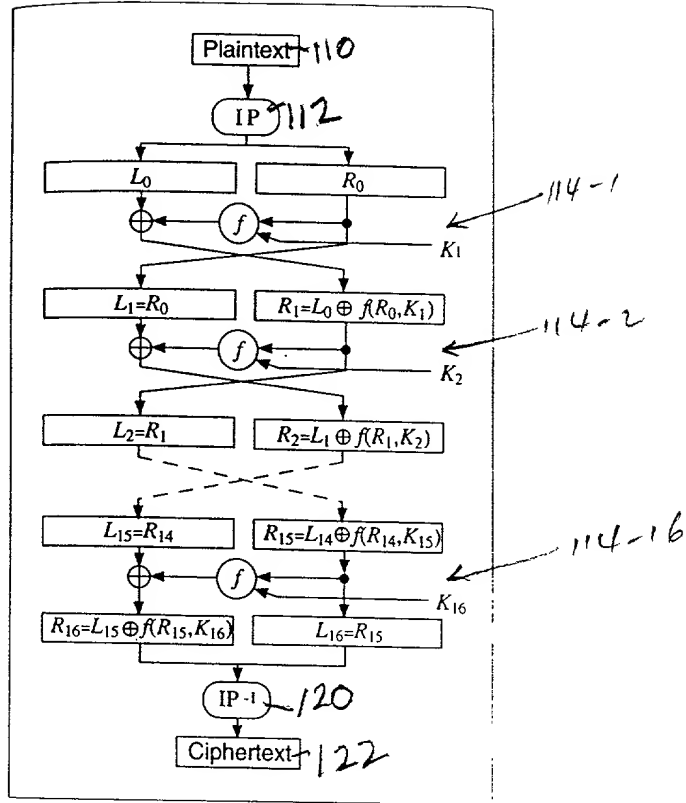 Plaintext 110
IP 112
L₀ R₀
⊕ f 114-1
K₁
L₁=R₀ R₁=L₀ ⊕ f(R₀,K₁)
⊕ f 114-2
K₂
L₂=R₁ R₂=L₁ ⊕ f(R₁,K₂)
L₁₅=R₁₄ R₁₅=L₁₄⊕f(R₁₄,K₁₅)
⊕ f 114-16
K₁₆
R₁₆=L₁₅⊕f(R₁₅,K₁₆) L₁₆=R₁₅
IP⁻¹ 120
Ciphertext 122